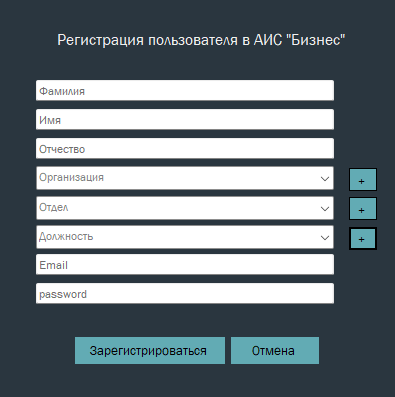 Регистрация пользователя в АИС "Бизнес"
Фамилия
Имя
Отчество
Организация +
Отдел +
Должность +
Email
password
Зарегистрироваться Отмена